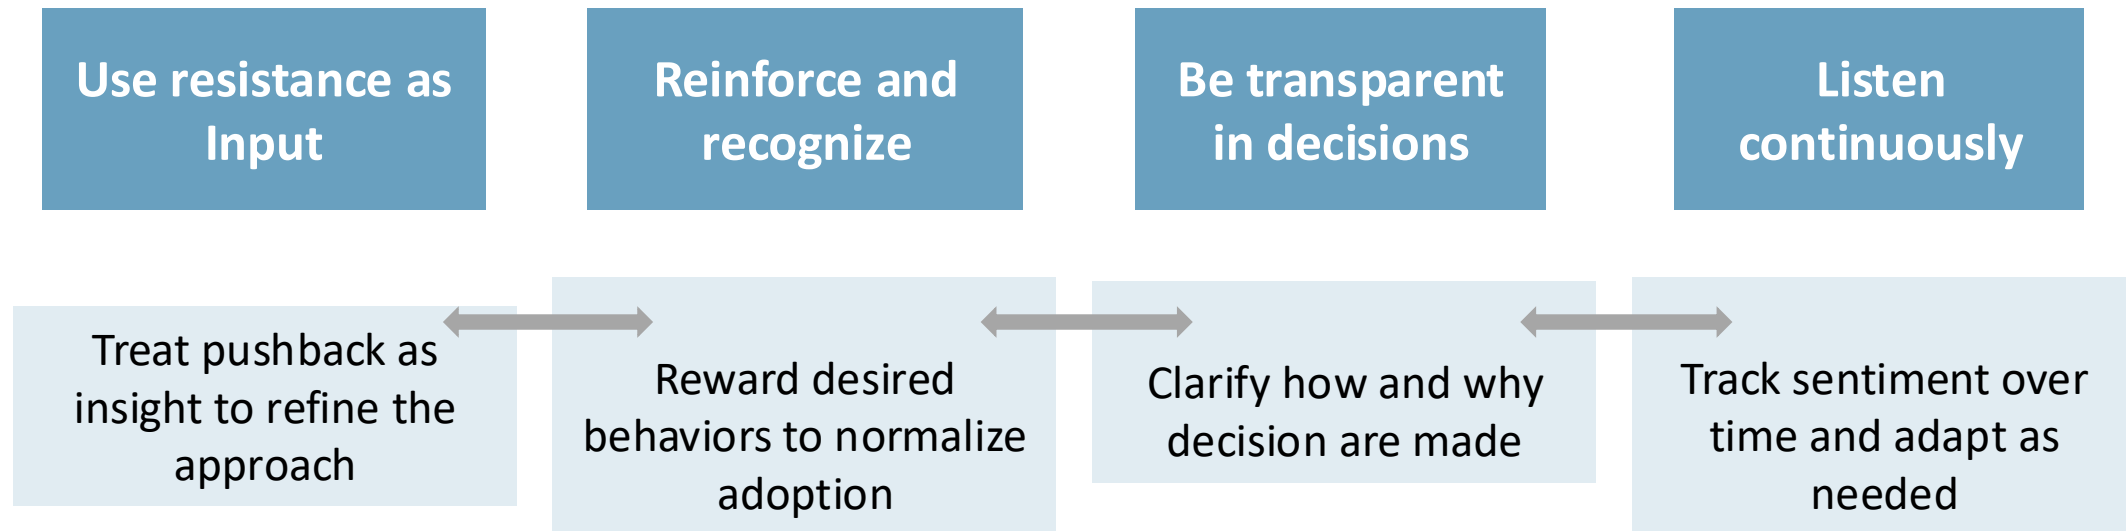 Use resistance as
Input
Reinforce and
recognize
Be transparent
in decisions
Listen
continuously
Treat pushback as
insight to refine the
approach
Reward desired
behaviors to normalize
adoption
Clarify how and why
decision are made
Track sentiment over
time and adapt as
needed